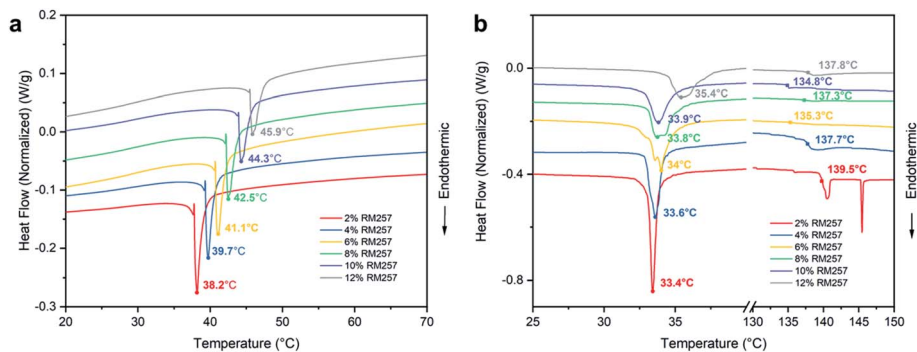 a
Heat Flow (Normalized) (W/g)
0.2
0.1
0.0
-0.1
-0.2
-0.3
45.9°C
44.3°C
42.5°C
41.1°C
39.7°C
38.2°C
2% RM257
4% RM257
6% RM257
8% RM257
10% RM257
12% RM257
20
30
40
50
60
70
Temperature (°C)
Endothermic
b
Heat Flow (Normalized) (W/g)
0.0
-0.4
-0.8
137.8°C
35.4°C
134.8°C
137.3°C
33.9°C
33.8°C
135.3°C
34°C
137.7°C
139.5°C
33.6°C
33.4°C
2% RM257
4% RM257
6% RM257
8% RM257
10% RM257
12% RM257
25
30
35
130
135
140
145
150
Temperature (°C)
Endothermic